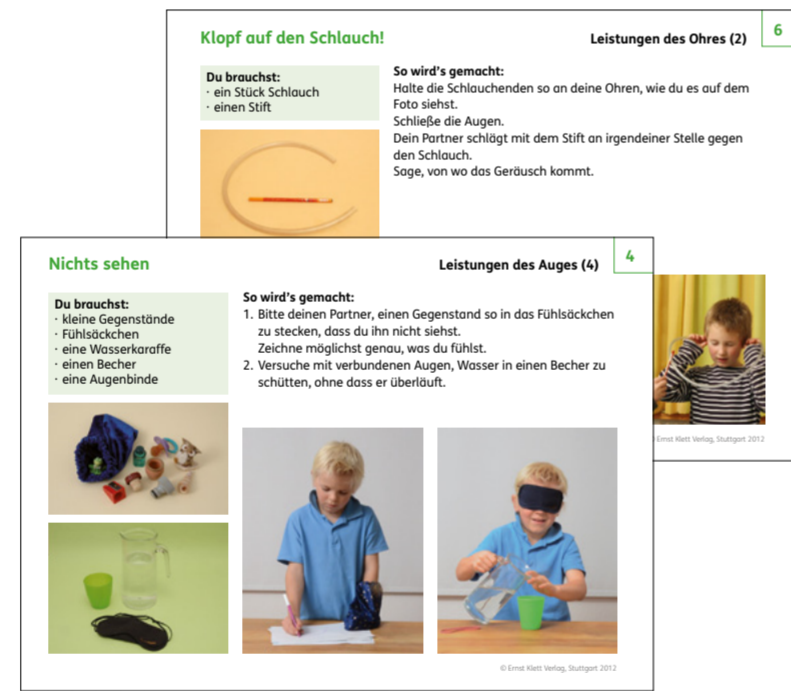 Klopf auf den Schlauch!
Leistungen des Ohres (2)
6
Du brauchst:
· ein Stück Schlauch
· einen Stift
So wird's gemacht:
Halte die Schlauchenden so an deine Ohren, wie du es auf dem
Foto siehst.
Schließe die Augen.
Dein Partner schlägt mit dem Stift an irgendeiner Stelle gegen
den Schlauch.
Sage, von wo das Geräusch kommt.
Ernst Klett Verlag, Stuttgart 2012
Nichts sehen
Leistungen des Auges (4)
4
Du brauchst:
· kleine Gegenstände
· Fühlsäckchen
· eine Wasserkaraffe
· einen Becher
· eine Augenbinde
So wird's gemacht:
1. Bitte deinen Partner, einen Gegenstand so in das Fühlsäckchen
zu stecken, dass du ihn nicht siehst.
Zeichne möglichst genau, was du fühlst.
2. Versuche mit verbundenen Augen, Wasser in einen Becher zu
schütten, ohne dass er überläuft.
© Ernst Klett Verlag, Stuttgart 2012